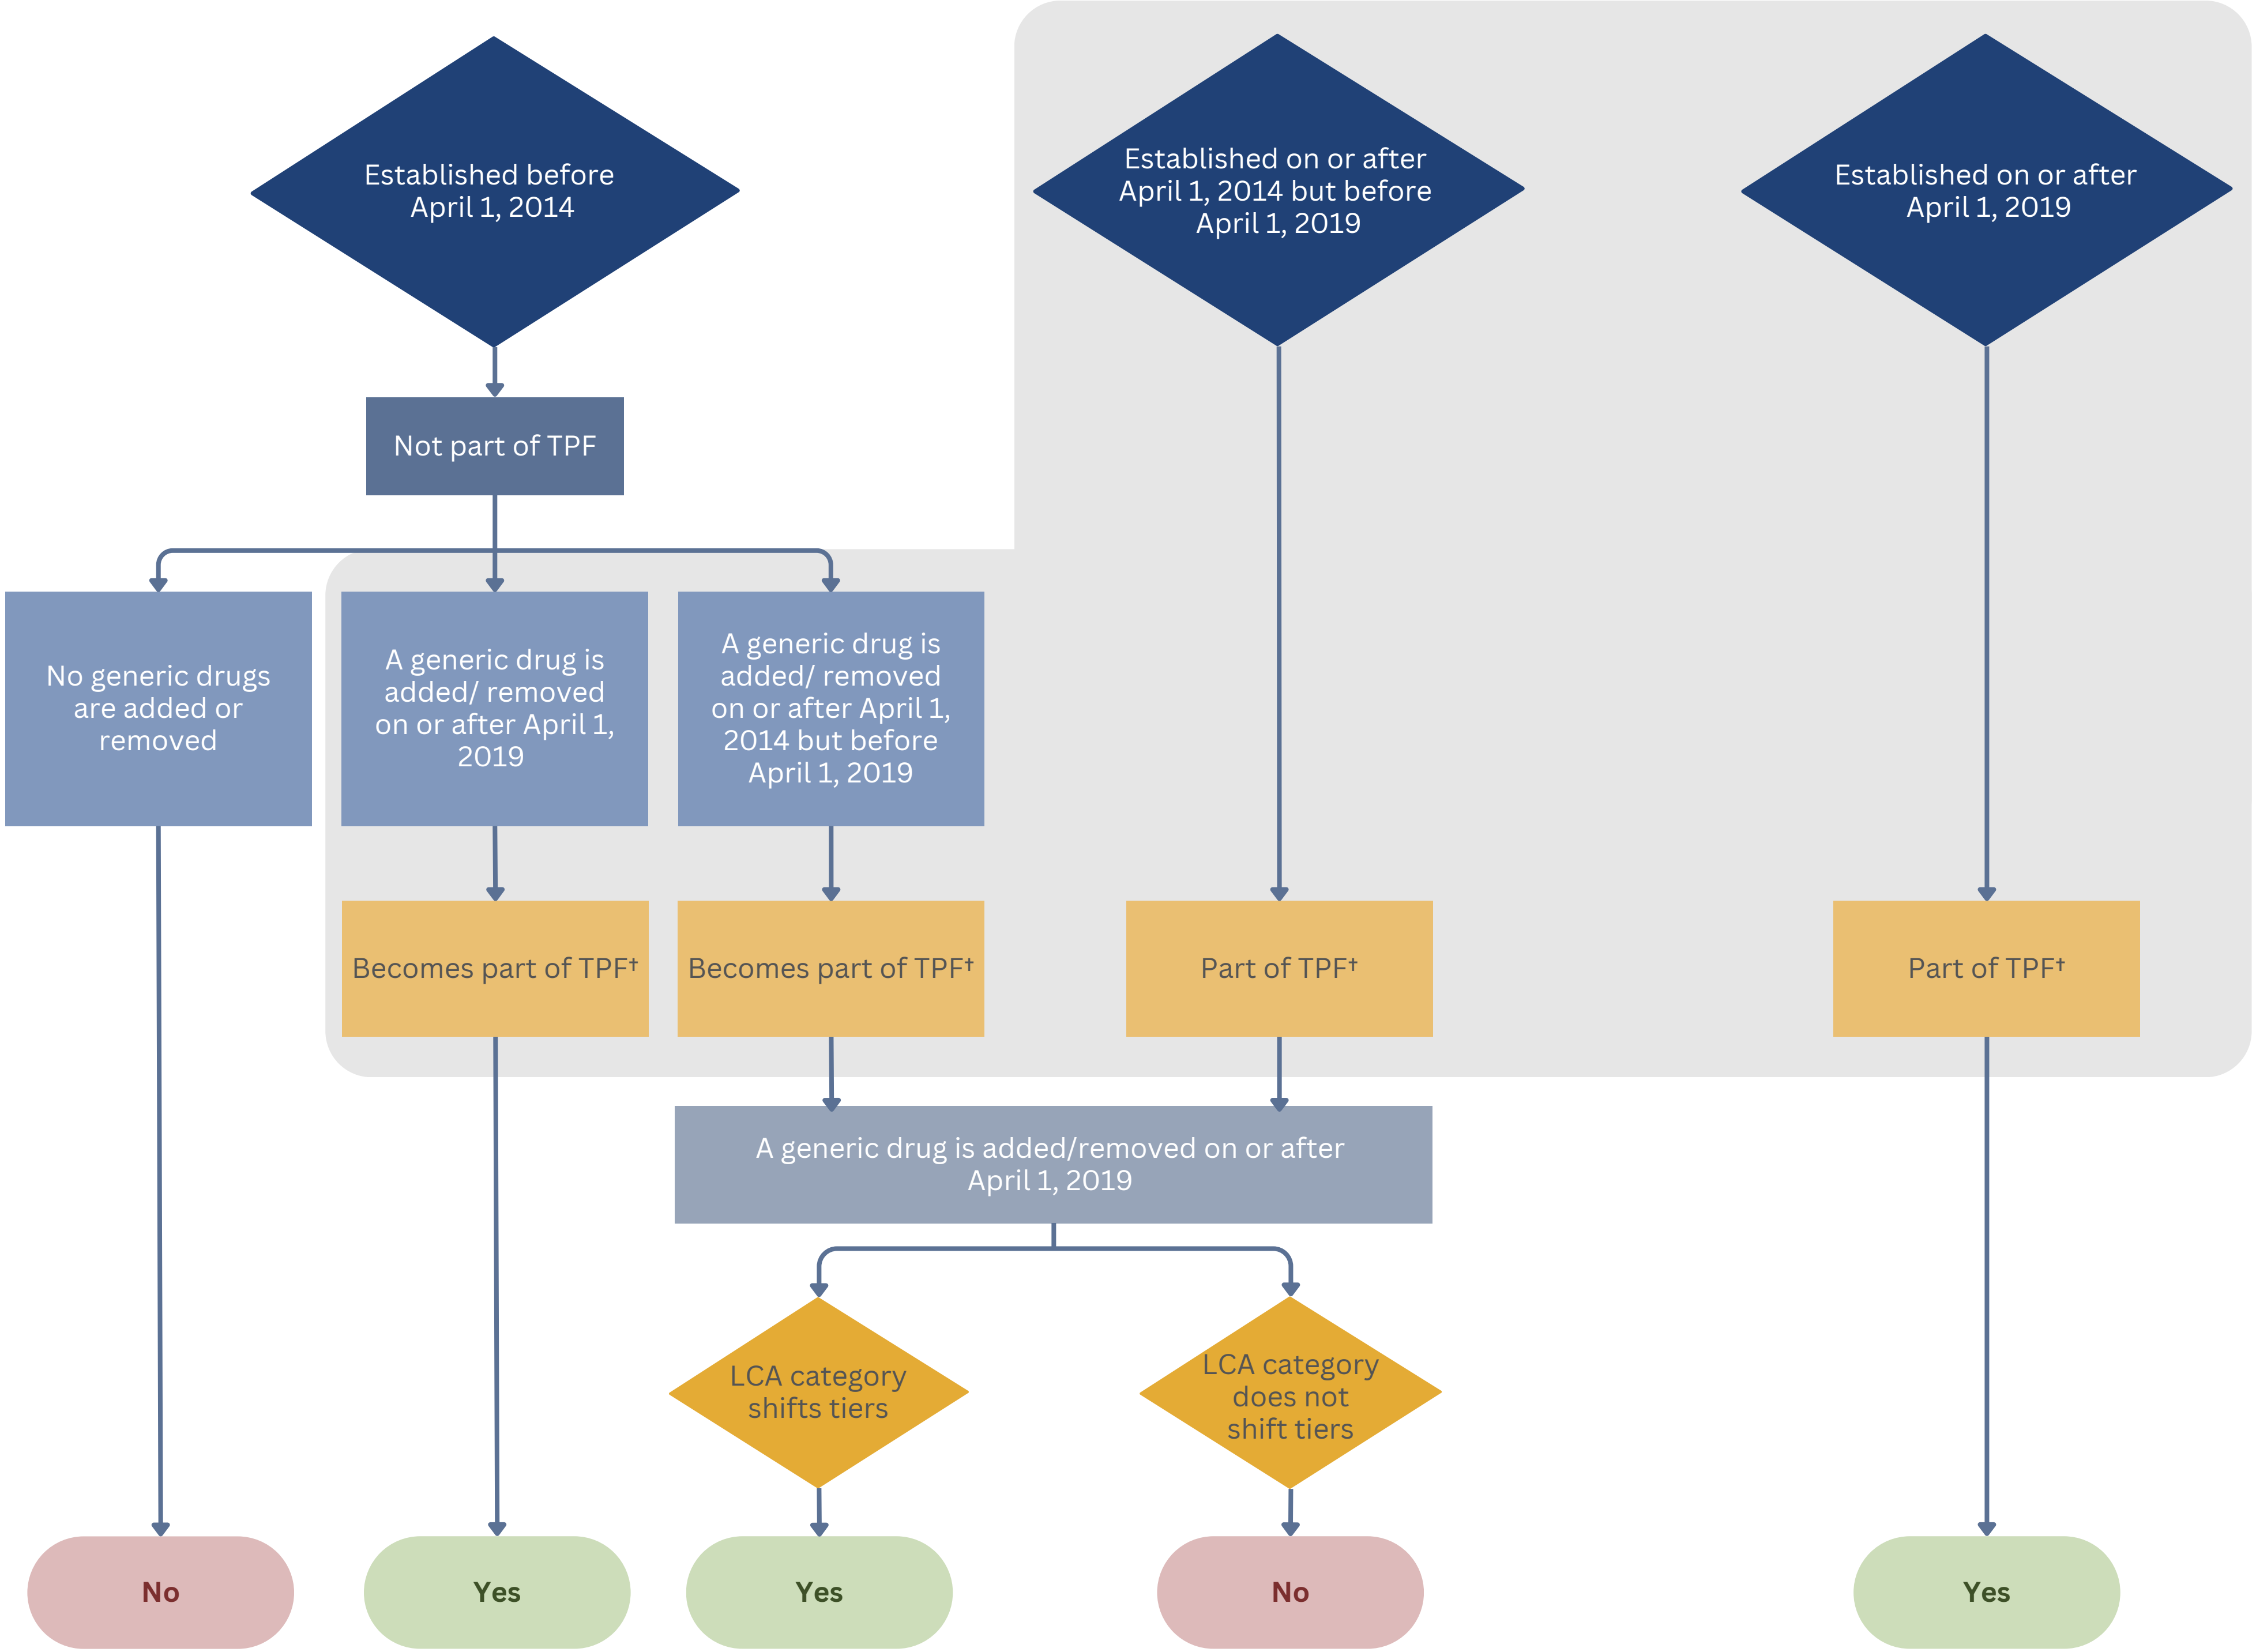 Established before
April 1, 2014
Established on or after
April 1, 2014 but before
April 1, 2019
Established on or after
April 1, 2019
Not part of TPF
No generic drugs
are added or
removed
A generic drug is
added/ removed
on or after April 1,
2019
A generic drug is
added/ removed
on or after April 1,
2014 but before
April 1, 2019
Becomes part of TPF†
Becomes part of TPF†
Part of TPF†
Part of TPF†
A generic drug is added/removed on or after
April 1, 2019
LCA category
shifts tiers
LCA category
does not
shift tiers
No
Yes
Yes
No
Yes